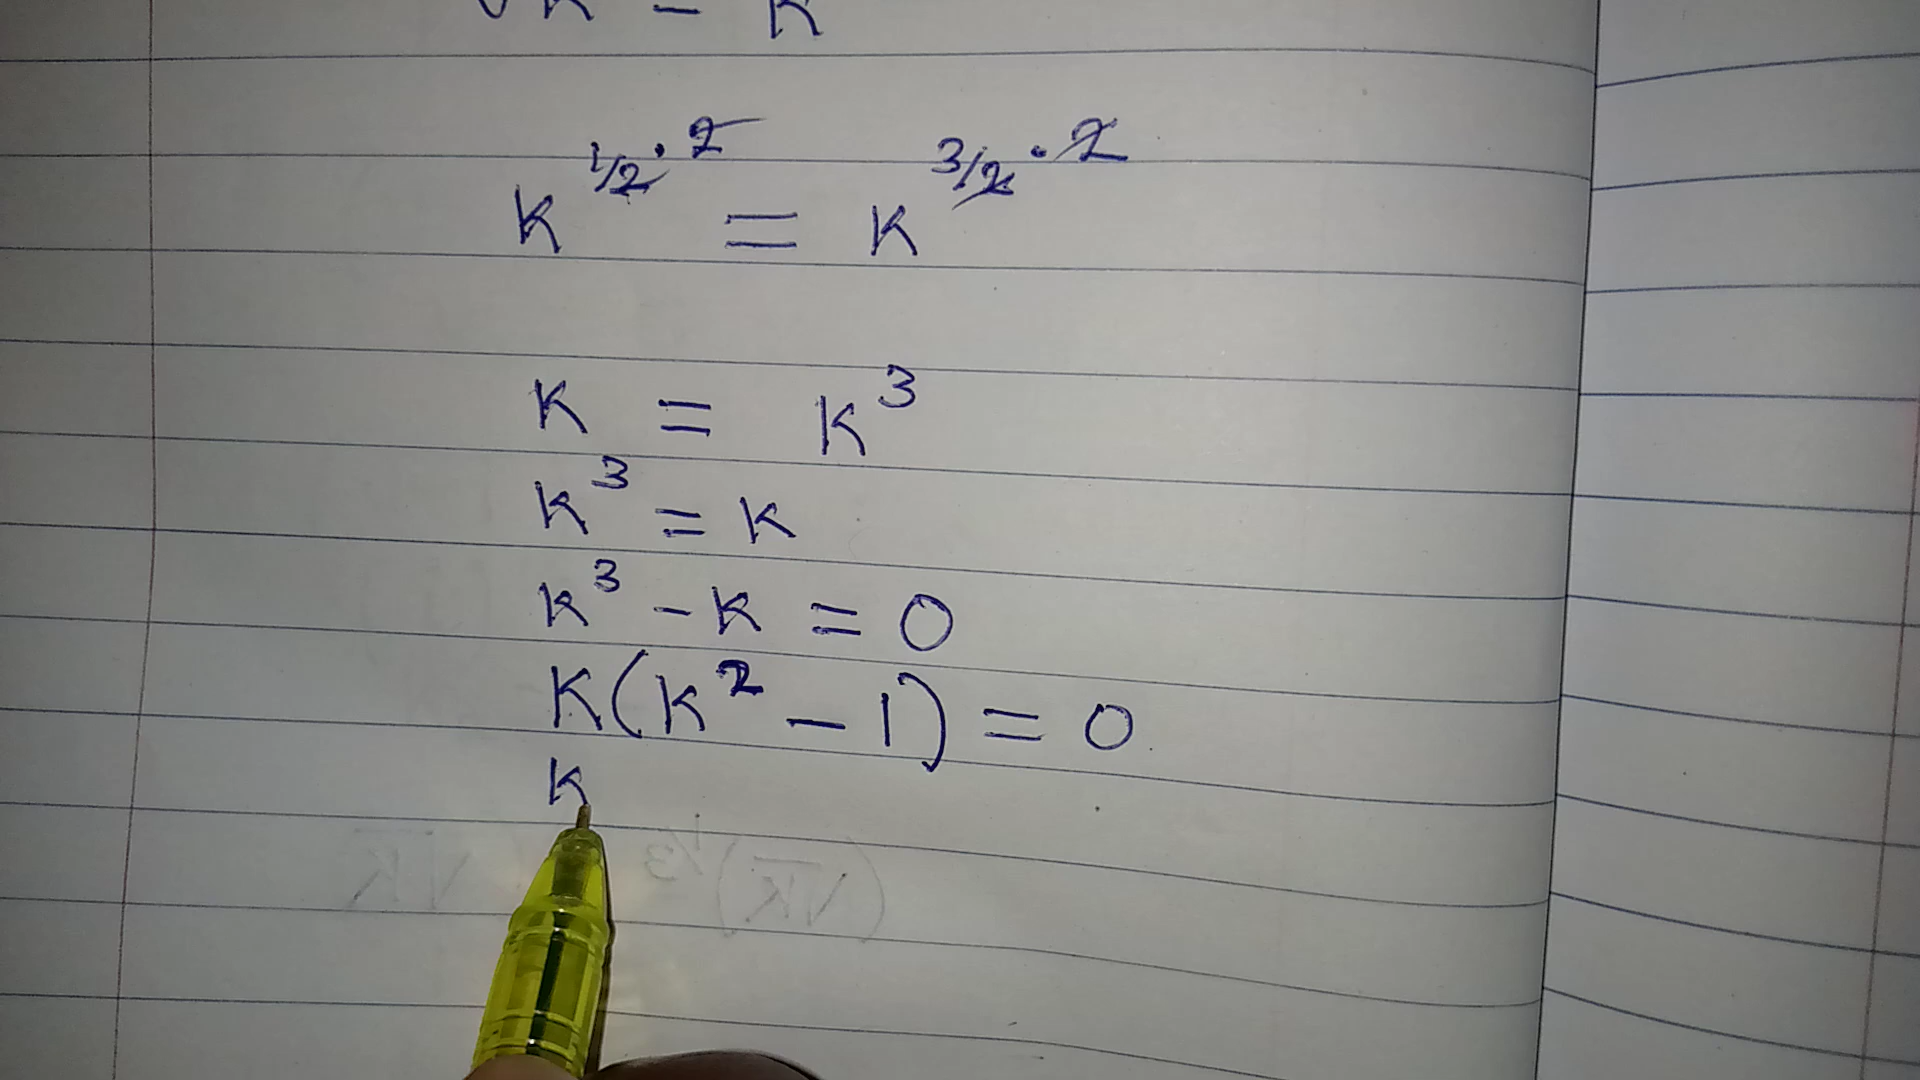 √K = K
K^1/2·2 = K^3/2·2
K = K^3
K^3 = K
K^3 - K = 0
K(K^2 - 1) = 0
K